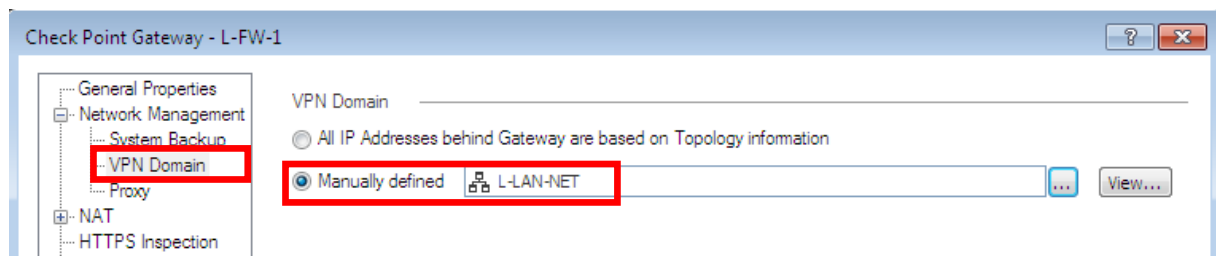 Check Point Gateway - L-FW-1
General Properties
Network Management
System Backup
VPN Domain
Proxy
NAT
HTTPS Inspection
VPN Domain
All IP Addresses behind Gateway are based on Topology information
Manually defined L-LAN-NET ... View...